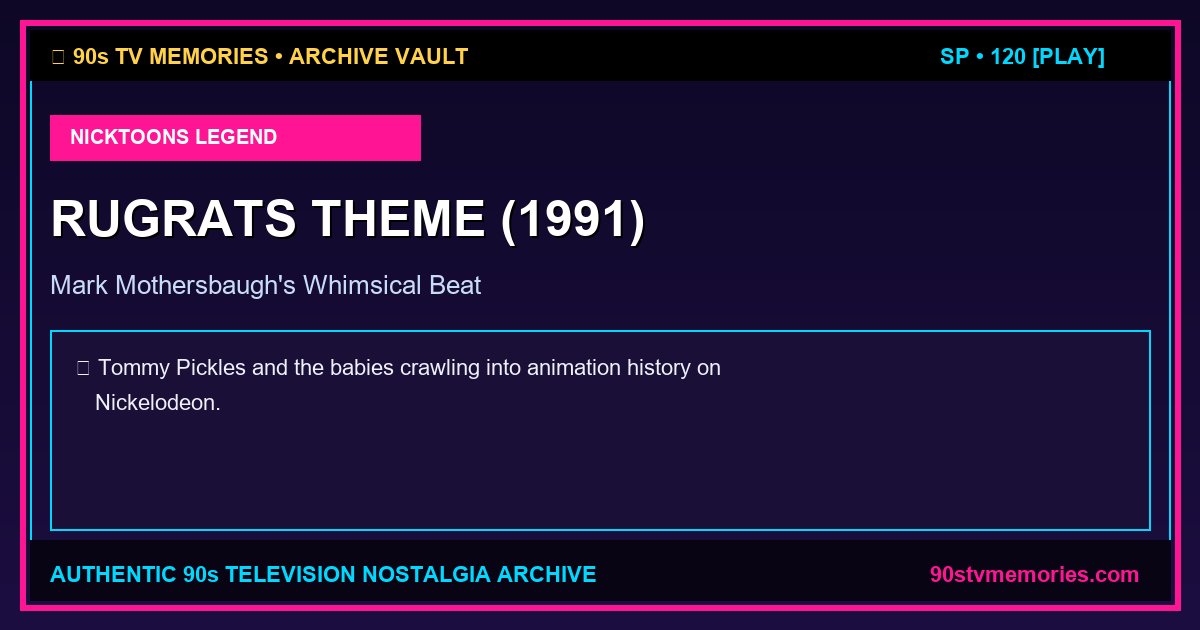 90s TV MEMORIES • ARCHIVE VAULT
SP • 120 [PLAY]
NICKTOONS LEGEND
RUGRATS THEME (1991)
Mark Mothersbaugh's Whimsical Beat
Tommy Pickles and the babies crawling into animation history on
Nickelodeon.
AUTHENTIC 90s TELEVISION NOSTALGIA ARCHIVE
90stvmemories.com